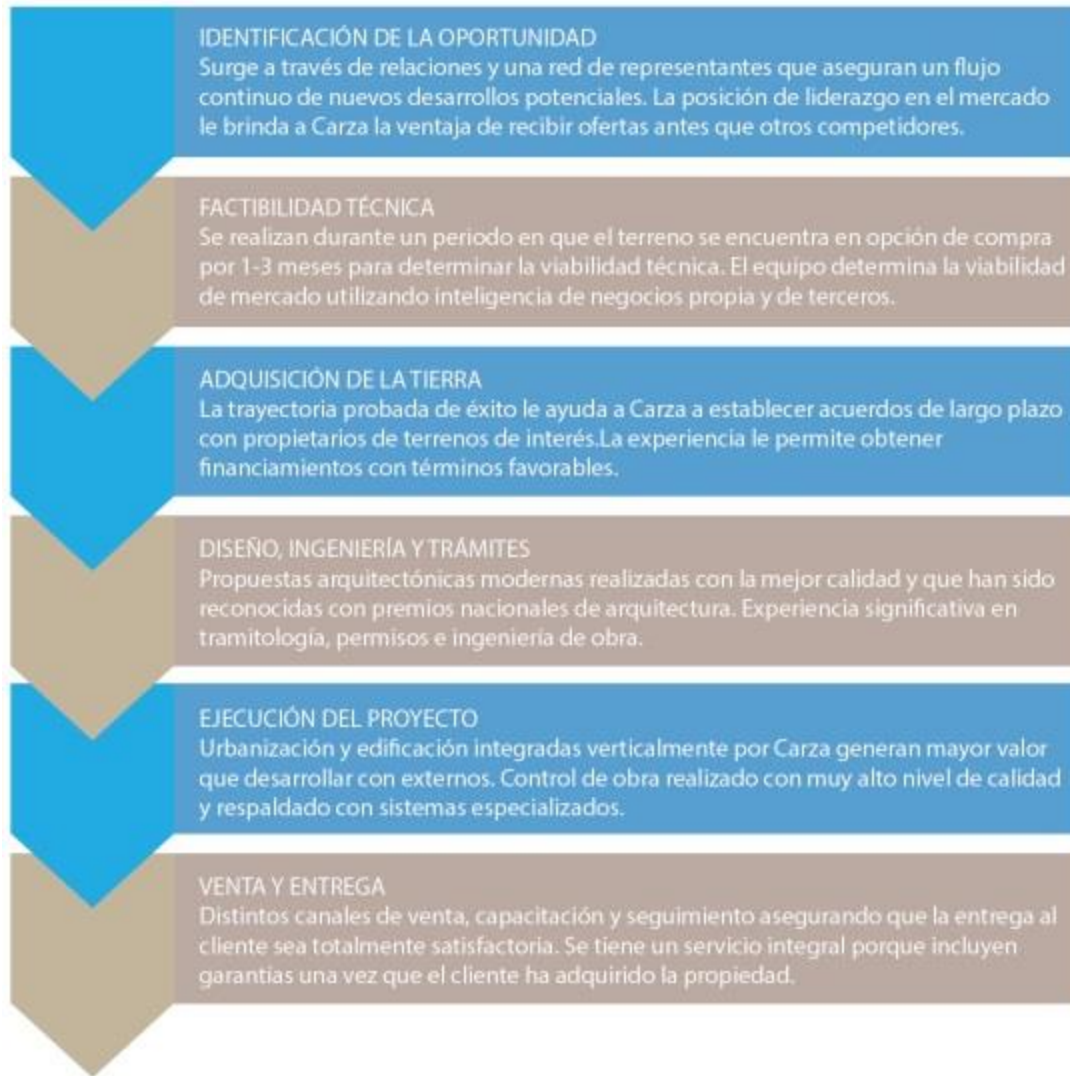 IDENTIFICACIÓN DE LA OPORTUNIDAD
Surge a través de relaciones y una red de representantes que aseguran un flujo
continuo de nuevos desarrollos potenciales. La posición de liderazgo en el mercado
le brinda a Carza la ventaja de recibir ofertas antes que otros competidores.
FACTIBILIDAD TÉCNICA
Se realizan durante un periodo en que el terreno se encuentra en opción de compra
por 1-3 meses para determinar la viabilidad técnica. El equipo determina la viabilidad
de mercado utilizando inteligencia de negocios propia y de terceros.
ADQUISICIÓN DE LA TIERRA
La trayectoria probada de éxito le ayuda a Carza a establecer acuerdos de largo plazo
con propietarios de terrenos de interés.La experiencia le permite obtener
financiamientos con términos favorables.
DISEÑO, INGENIERÍA Y TRÁMITES
Propuestas arquitectónicas modernas realizadas con la mejor calidad y que han sido
reconocidas con premios nacionales de arquitectura. Experiencia significativa en
tramitología, permisos e ingeniería de obra.
EJECUCIÓN DEL PROYECTO
Urbanización y edificación integradas verticalmente por Carza generan mayor valor
que desarrollar con externos. Control de obra realizado con muy alto nivel de calidad
y respaldado con sistemas especializados.
VENTA Y ENTREGA
Distintos canales de venta, capacitación y seguimiento asegurando que la entrega al
cliente sea totalmente satisfactoria. Se tiene un servicio integral porque incluyen
garantías una vez que el cliente ha adquirido la propiedad.